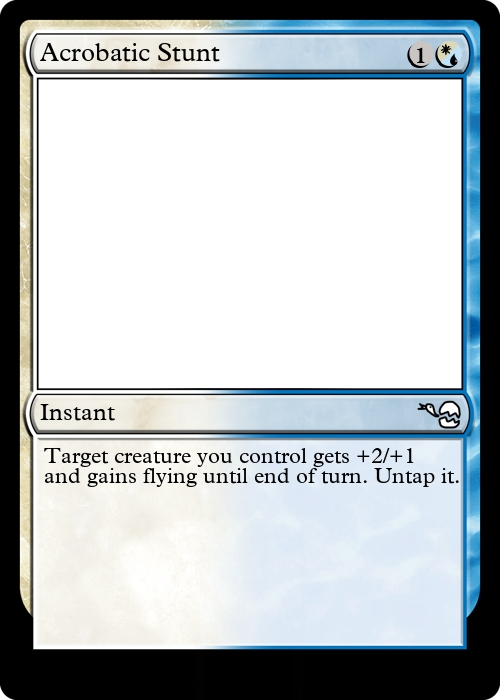 Acrobatic Stunt 1
Instant
Target creature you control gets +2/+1
and gains flying until end of turn. Untap it.